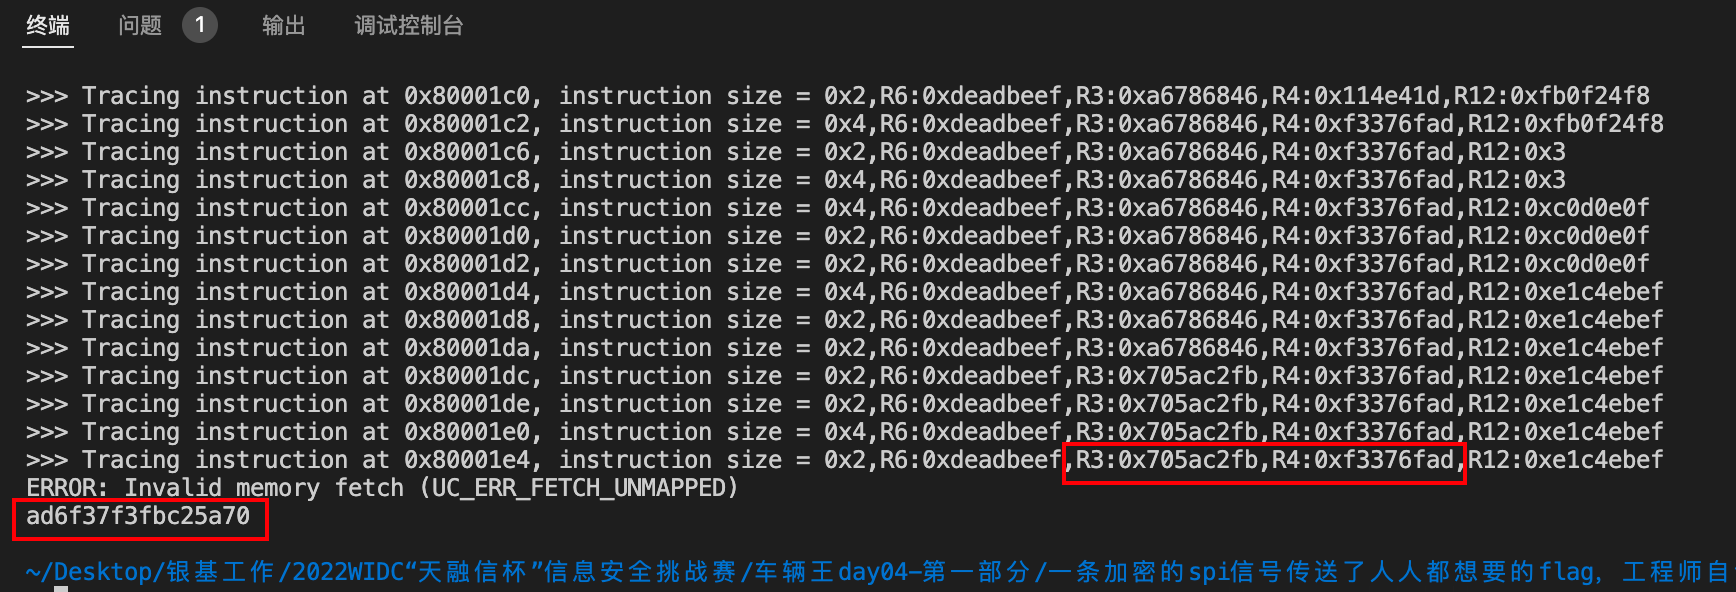 终端 问题 1 输出 调试控制台
>>> Tracing instruction at 0x80001c0, instruction size = 0x2,R6:0xdeadbeef,R3:0xa6786846,R4:0x114e41d,R12:0xfb0f24f8
>>> Tracing instruction at 0x80001c2, instruction size = 0x4,R6:0xdeadbeef,R3:0xa6786846,R4:0xf3376fad,R12:0xfb0f24f8
>>> Tracing instruction at 0x80001c6, instruction size = 0x2,R6:0xdeadbeef,R3:0xa6786846,R4:0xf3376fad,R12:0x3
>>> Tracing instruction at 0x80001c8, instruction size = 0x4,R6:0xdeadbeef,R3:0xa6786846,R4:0xf3376fad,R12:0x3
>>> Tracing instruction at 0x80001cc, instruction size = 0x4,R6:0xdeadbeef,R3:0xa6786846,R4:0xf3376fad,R12:0xc0d0e0f
>>> Tracing instruction at 0x80001d0, instruction size = 0x2,R6:0xdeadbeef,R3:0xa6786846,R4:0xf3376fad,R12:0xc0d0e0f
>>> Tracing instruction at 0x80001d2, instruction size = 0x2,R6:0xdeadbeef,R3:0xa6786846,R4:0xf3376fad,R12:0xc0d0e0f
>>> Tracing instruction at 0x80001d4, instruction size = 0x4,R6:0xdeadbeef,R3:0xa6786846,R4:0xf3376fad,R12:0xe1c4ebef
>>> Tracing instruction at 0x80001d8, instruction size = 0x2,R6:0xdeadbeef,R3:0xa6786846,R4:0xf3376fad,R12:0xe1c4ebef
>>> Tracing instruction at 0x80001da, instruction size = 0x2,R6:0xdeadbeef,R3:0xa6786846,R4:0xf3376fad,R12:0xe1c4ebef
>>> Tracing instruction at 0x80001dc, instruction size = 0x2,R6:0xdeadbeef,R3:0x705ac2fb,R4:0xf3376fad,R12:0xe1c4ebef
>>> Tracing instruction at 0x80001de, instruction size = 0x2,R6:0xdeadbeef,R3:0x705ac2fb,R4:0xf3376fad,R12:0xe1c4ebef
>>> Tracing instruction at 0x80001e0, instruction size = 0x4,R6:0xdeadbeef,R3:0x705ac2fb,R4:0xf3376fad,R12:0xe1c4ebef
>>> Tracing instruction at 0x80001e4, instruction size = 0x2,R6:0xdeadbeef,R3:0x705ac2fb,R4:0xf3376fad,R12:0xe1c4ebef
ERROR: Invalid memory fetch (UC_ERR_FETCH_UNMAPPED)
ad6f37f3fbc25a70
~/Desktop/银基工作/2022WIDC“天融信杯”信息安全挑战赛/车辆王day04-第一部分/一条加密的spi信号传送了人人都想要的flag, 工程师自